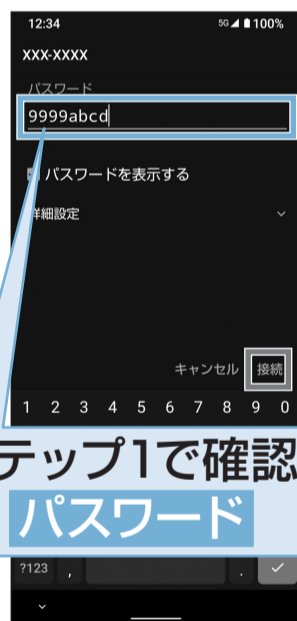 12:34 5G 100%
XXX-XXXX
パスワード
9999abcd
パスワードを表示する
詳細設定
キャンセル 接続
1 2 3 4 5 6 7 8 9 0
テップ1で確認
パスワード
?123 , .